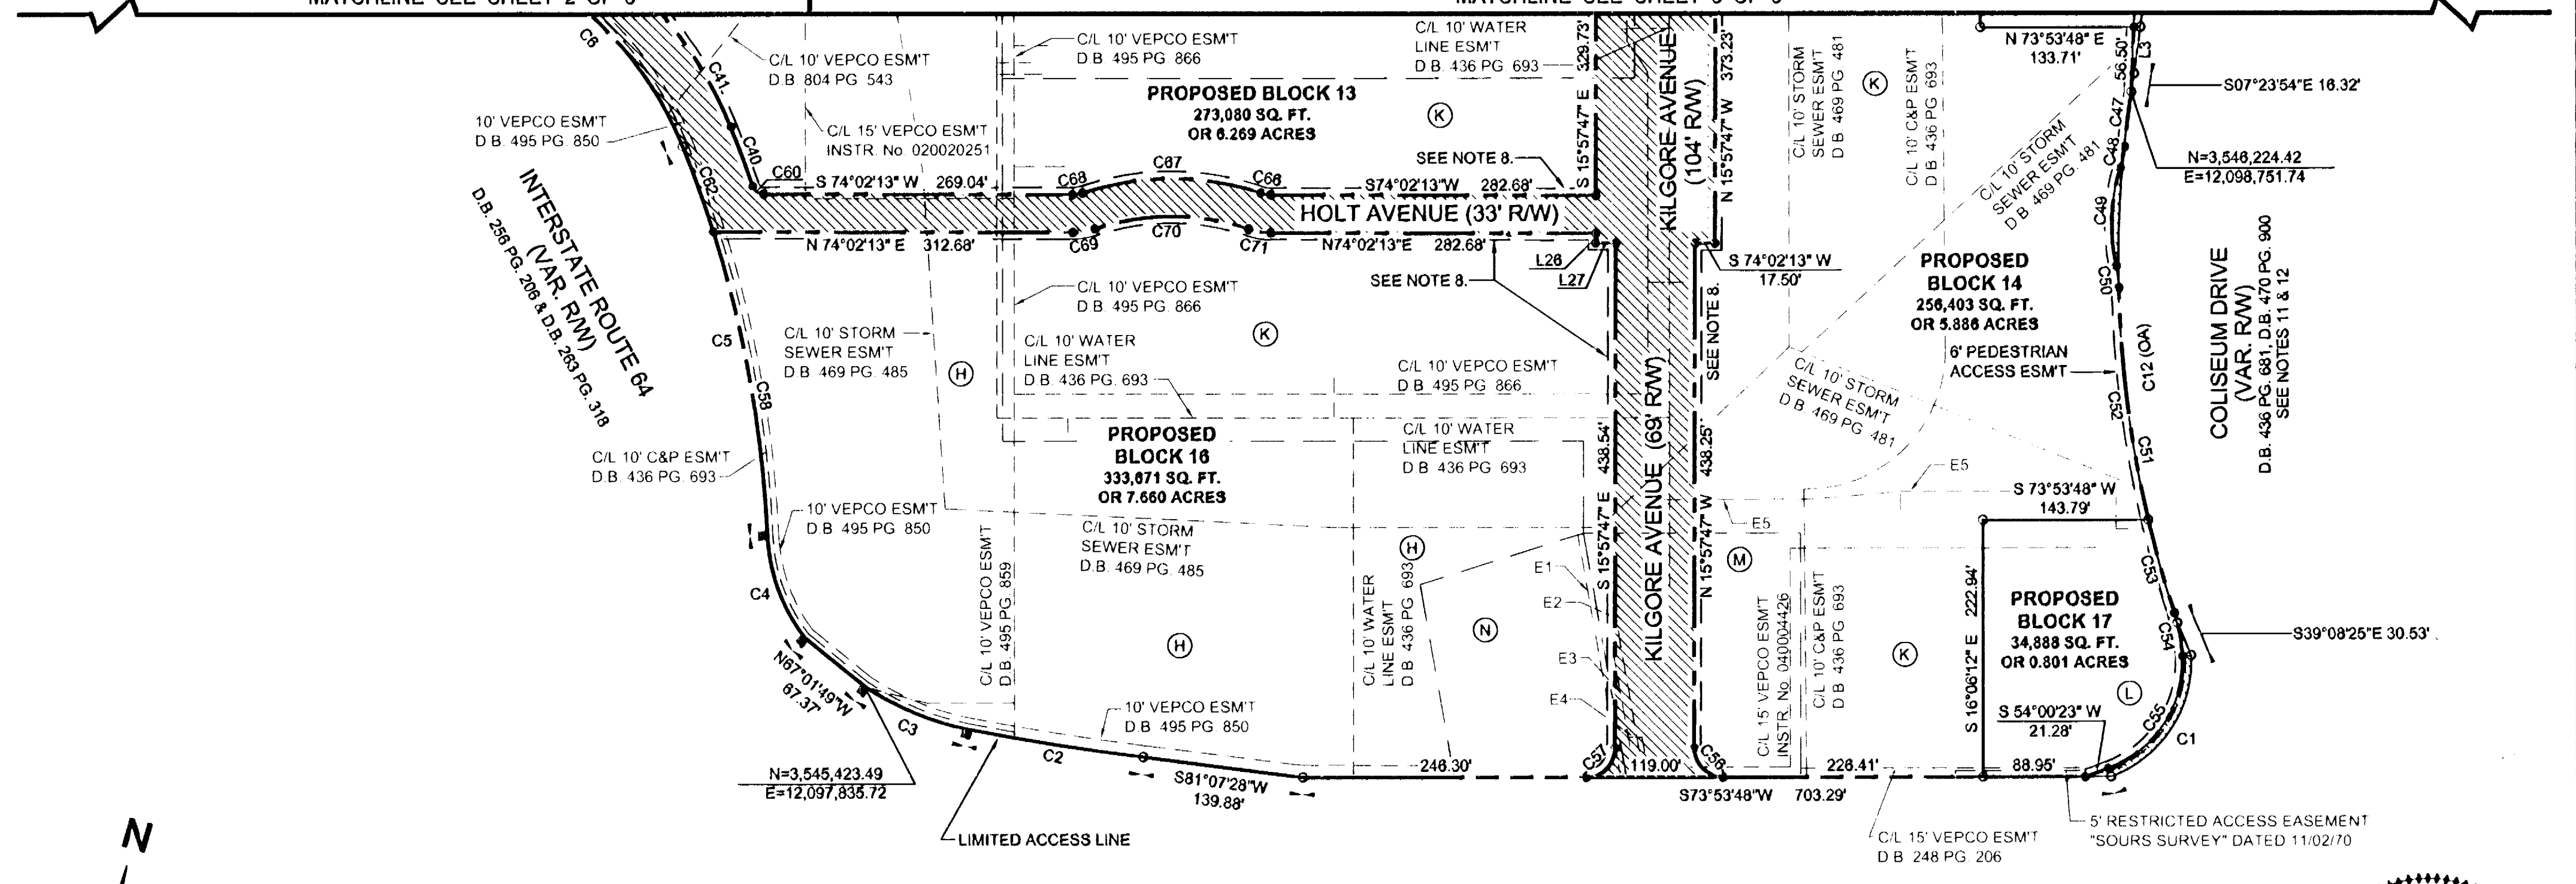 MATCHLINE SEE SHEET 2 OF
MATCHLINE SEE SHEET
C6
C41
C/L 10' VEPCO ESM'T
D.B. 804 PG. 543
C/L 10' VEPCO ESM'T
D.B. 495 PG. 866
C/L 10' WATER
LINE ESM'T
D.B. 436 PG. 693
S 15°57'47" E 329.73'
KILGORE AVENUE
(104' R/W)
N 15°57'47" W 373.23'
C/L 10' STORM
SEWER ESM'T
D.B. 469 PG 481
K
C/L 10' C&P ESM'T
D.B. 436 PG. 693
N 73°53'48" E
133.71'
56.50'
L3
S07°23'54"E 16.32'
C47
C48
N=3,546,224.42
E=12,098,751.74
PROPOSED BLOCK 13
273,080 SQ. FT.
OR 6.269 ACRES
K
10' VEPCO ESM'T
D.B. 495 PG. 850
C/L 15' VEPCO ESM'T
INSTR. No. 020020251
C40
C60
C62
S 74°02'13" W 269.04'
C68
C67
C66
SEE NOTE 8.
S74°02'13"W 282.68'
HOLT AVENUE (33' R/W)
N 74°02'13" E 312.68'
C69
C70
C71
N74°02'13"E 282.68'
L26
L27
S 74°02'13" W
17.50'
C/L 10' STORM
SEWER ESM'T
D.B. 469 PG. 481
C49
C50
INTERSTATE ROUTE 64
(VAR. R/W)
D.B. 256 PG. 206 & D.B. 263 PG. 318
C5
C58
C/L 10' STORM
SEWER ESM'T
D.B. 469 PG. 485
H
C/L 10' VEPCO ESM'T
D.B. 495 PG. 866
SEE NOTE 8.
K
C/L 10' WATER
LINE ESM'T
D.B. 436 PG. 693
C/L 10' VEPCO ESM'T
D.B. 495 PG. 866
SEE NOTE 8.
PROPOSED
BLOCK 14
256,403 SQ. FT.
OR 5.886 ACRES
6' PEDESTRIAN
ACCESS ESM'T
C12 (OA)
C52
C51
COLISEUM DRIVE
(VAR. R/W)
D.B. 436 PG. 681, D.B. 470 PG. 900
SEE NOTES 11 & 12
C/L 10' STORM
SEWER ESM'T
D.B. 469 PG. 481
C/L 10' C&P ESM'T
D.B. 436 PG. 693
PROPOSED
BLOCK 16
333,671 SQ. FT.
OR 7.660 ACRES
C/L 10' WATER
LINE ESM'T
D.B. 436 PG. 693
S 15°57'47" E 438.54'
KILGORE AVENUE (69' R/W)
N 15°57'47" W 438.25'
E5
E5
S 73°53'48" W
143.79'
10' VEPCO ESM'T
D.B. 495 PG. 850
C/L 10' STORM
SEWER ESM'T
D.B. 469 PG. 485
C/L 10' VEPCO ESM'T
D.B. 495 PG. 859
H
H
C/L 10' WATER
LINE ESM'T
D.B. 436 PG. 693
N
E1
E2
E3
E4
M
C/L 15' VEPCO ESM'T
INSTR. No. 040004426
C/L 10' C&P ESM'T
D.B. 436 PG. 693
K
S 16°06'12" E 222.94'
PROPOSED
BLOCK 17
34,888 SQ. FT.
OR 0.801 ACRES
C53
C54
S39°08'25"E 30.53'
L
S 54°00'23" W
21.28'
C55
C1
C4
N67°01'49"W
67.37'
C3
10' VEPCO ESM'T
D.B. 495 PG. 850
C2
S81°07'28"W
139.88'
246.30'
C57
119.00'
C56
226.41'
88.95'
S73°53'48"W 703.29'
N=3,545,423.49
E=12,097,835.72
LIMITED ACCESS LINE
C/L 15' VEPCO ESM'T
D.B. 248 PG. 206
5' RESTRICTED ACCESS EASEMENT
"SOURS SURVEY" DATED 11/02/70
N